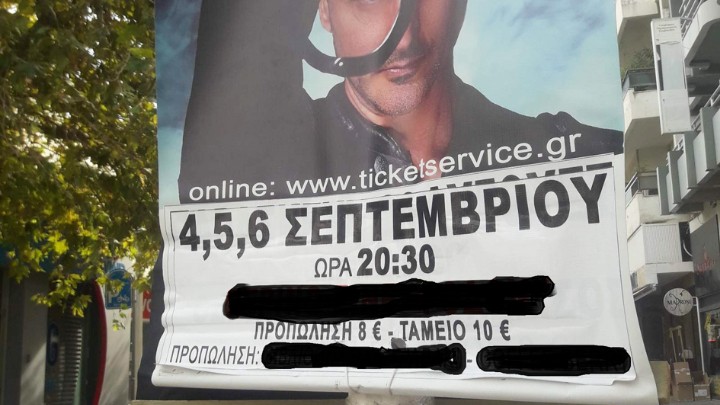 online: www.ticketservice.gr
4,5,6 ΣΕΠΤΕΜΒΡΙΟΥ
ΩΡΑ 20:30
ΠΡΟΠΩΛΗΣΗ 8 € - ΤΑΜΕΙΟ 10 €
ΠΡΟΠΩΛΗΣΗ: -